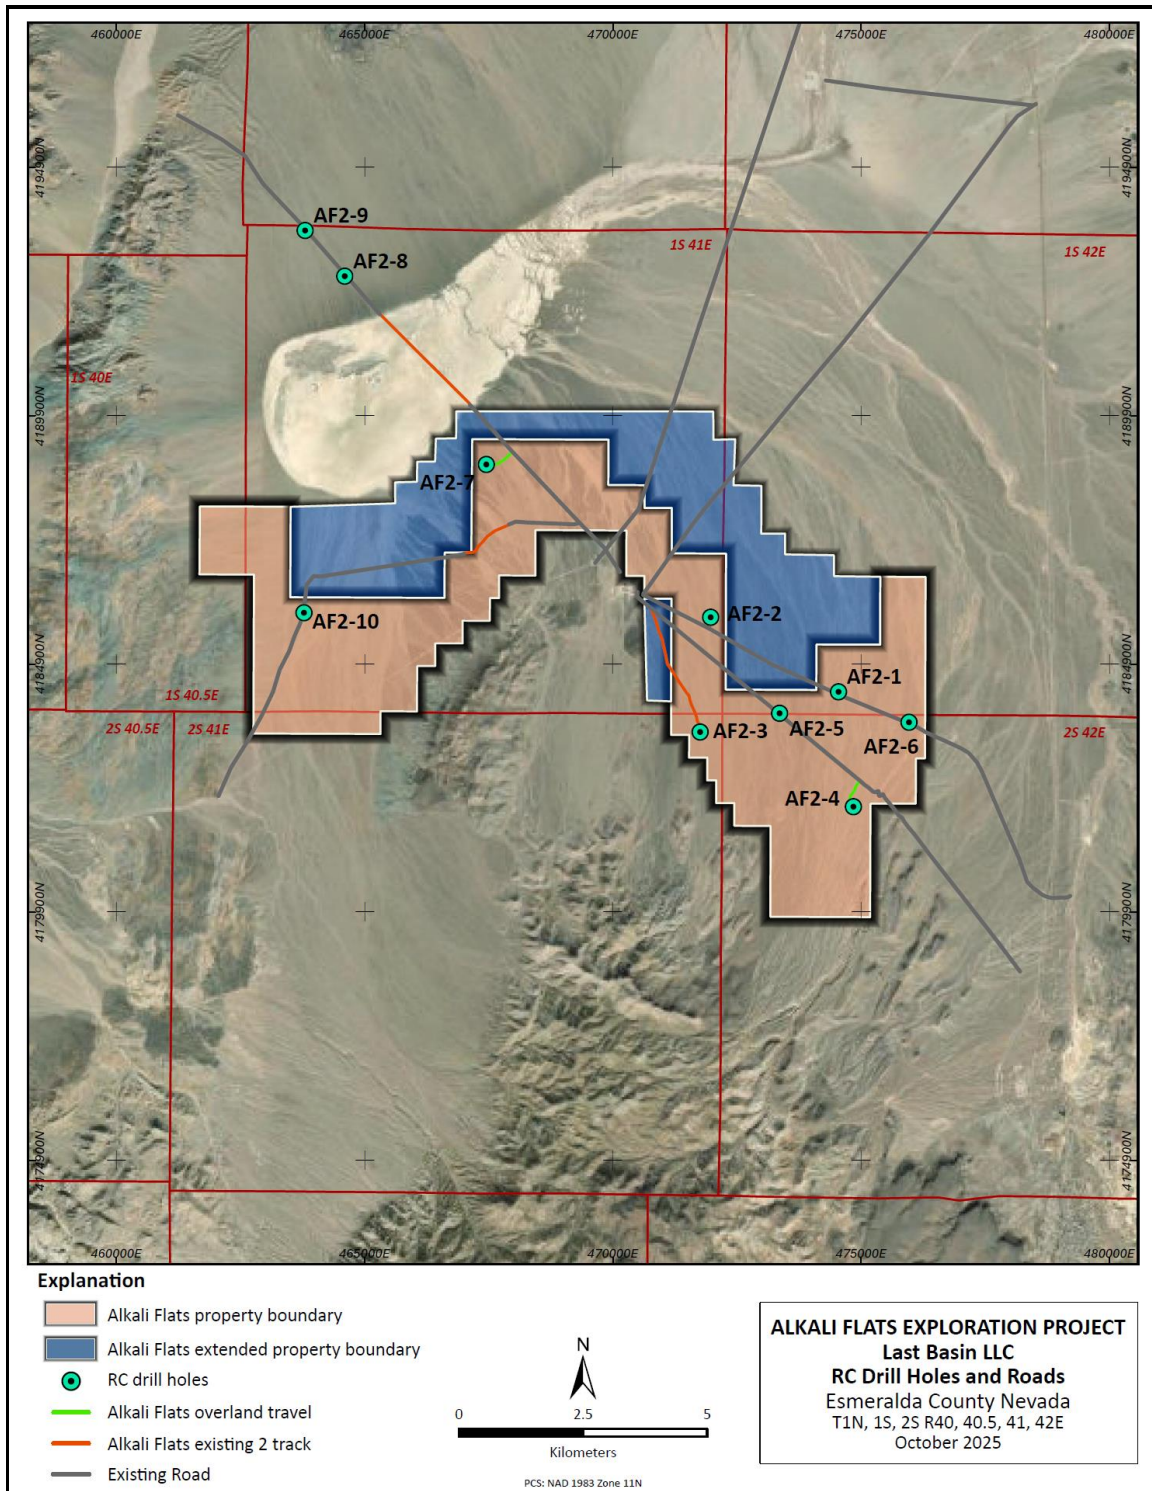 460000E
465000E
470000E
475000E
480000E
4194900N
4194900N
AF2-9
1S 41E
1S 42E
AF2-8
1S 40E
4189900N
4189900N
AF2-7
AF2-10
AF2-2
4184900N
4184900N
AF2-1
1S 40.5E
2S 40.5E
2S 41E
AF2-3
AF2-5
AF2-6
2S 42E
AF2-4
4179900N
4179900N
4174900N
4174900N
460000E
465000E
470000E
475000E
480000E
Explanation
Alkali Flats property boundary
Alkali Flats extended property boundary
RC drill holes
Alkali Flats overland travel
Alkali Flats existing 2 track
Existing Road
N
0 2.5 5
Kilometers
PCS: NAD 1983 Zone 11N
ALKALI FLATS EXPLORATION PROJECT
Last Basin LLC
RC Drill Holes and Roads
Esmeralda County Nevada
T1N, 1S, 2S R40, 40.5, 41, 42E
October 2025